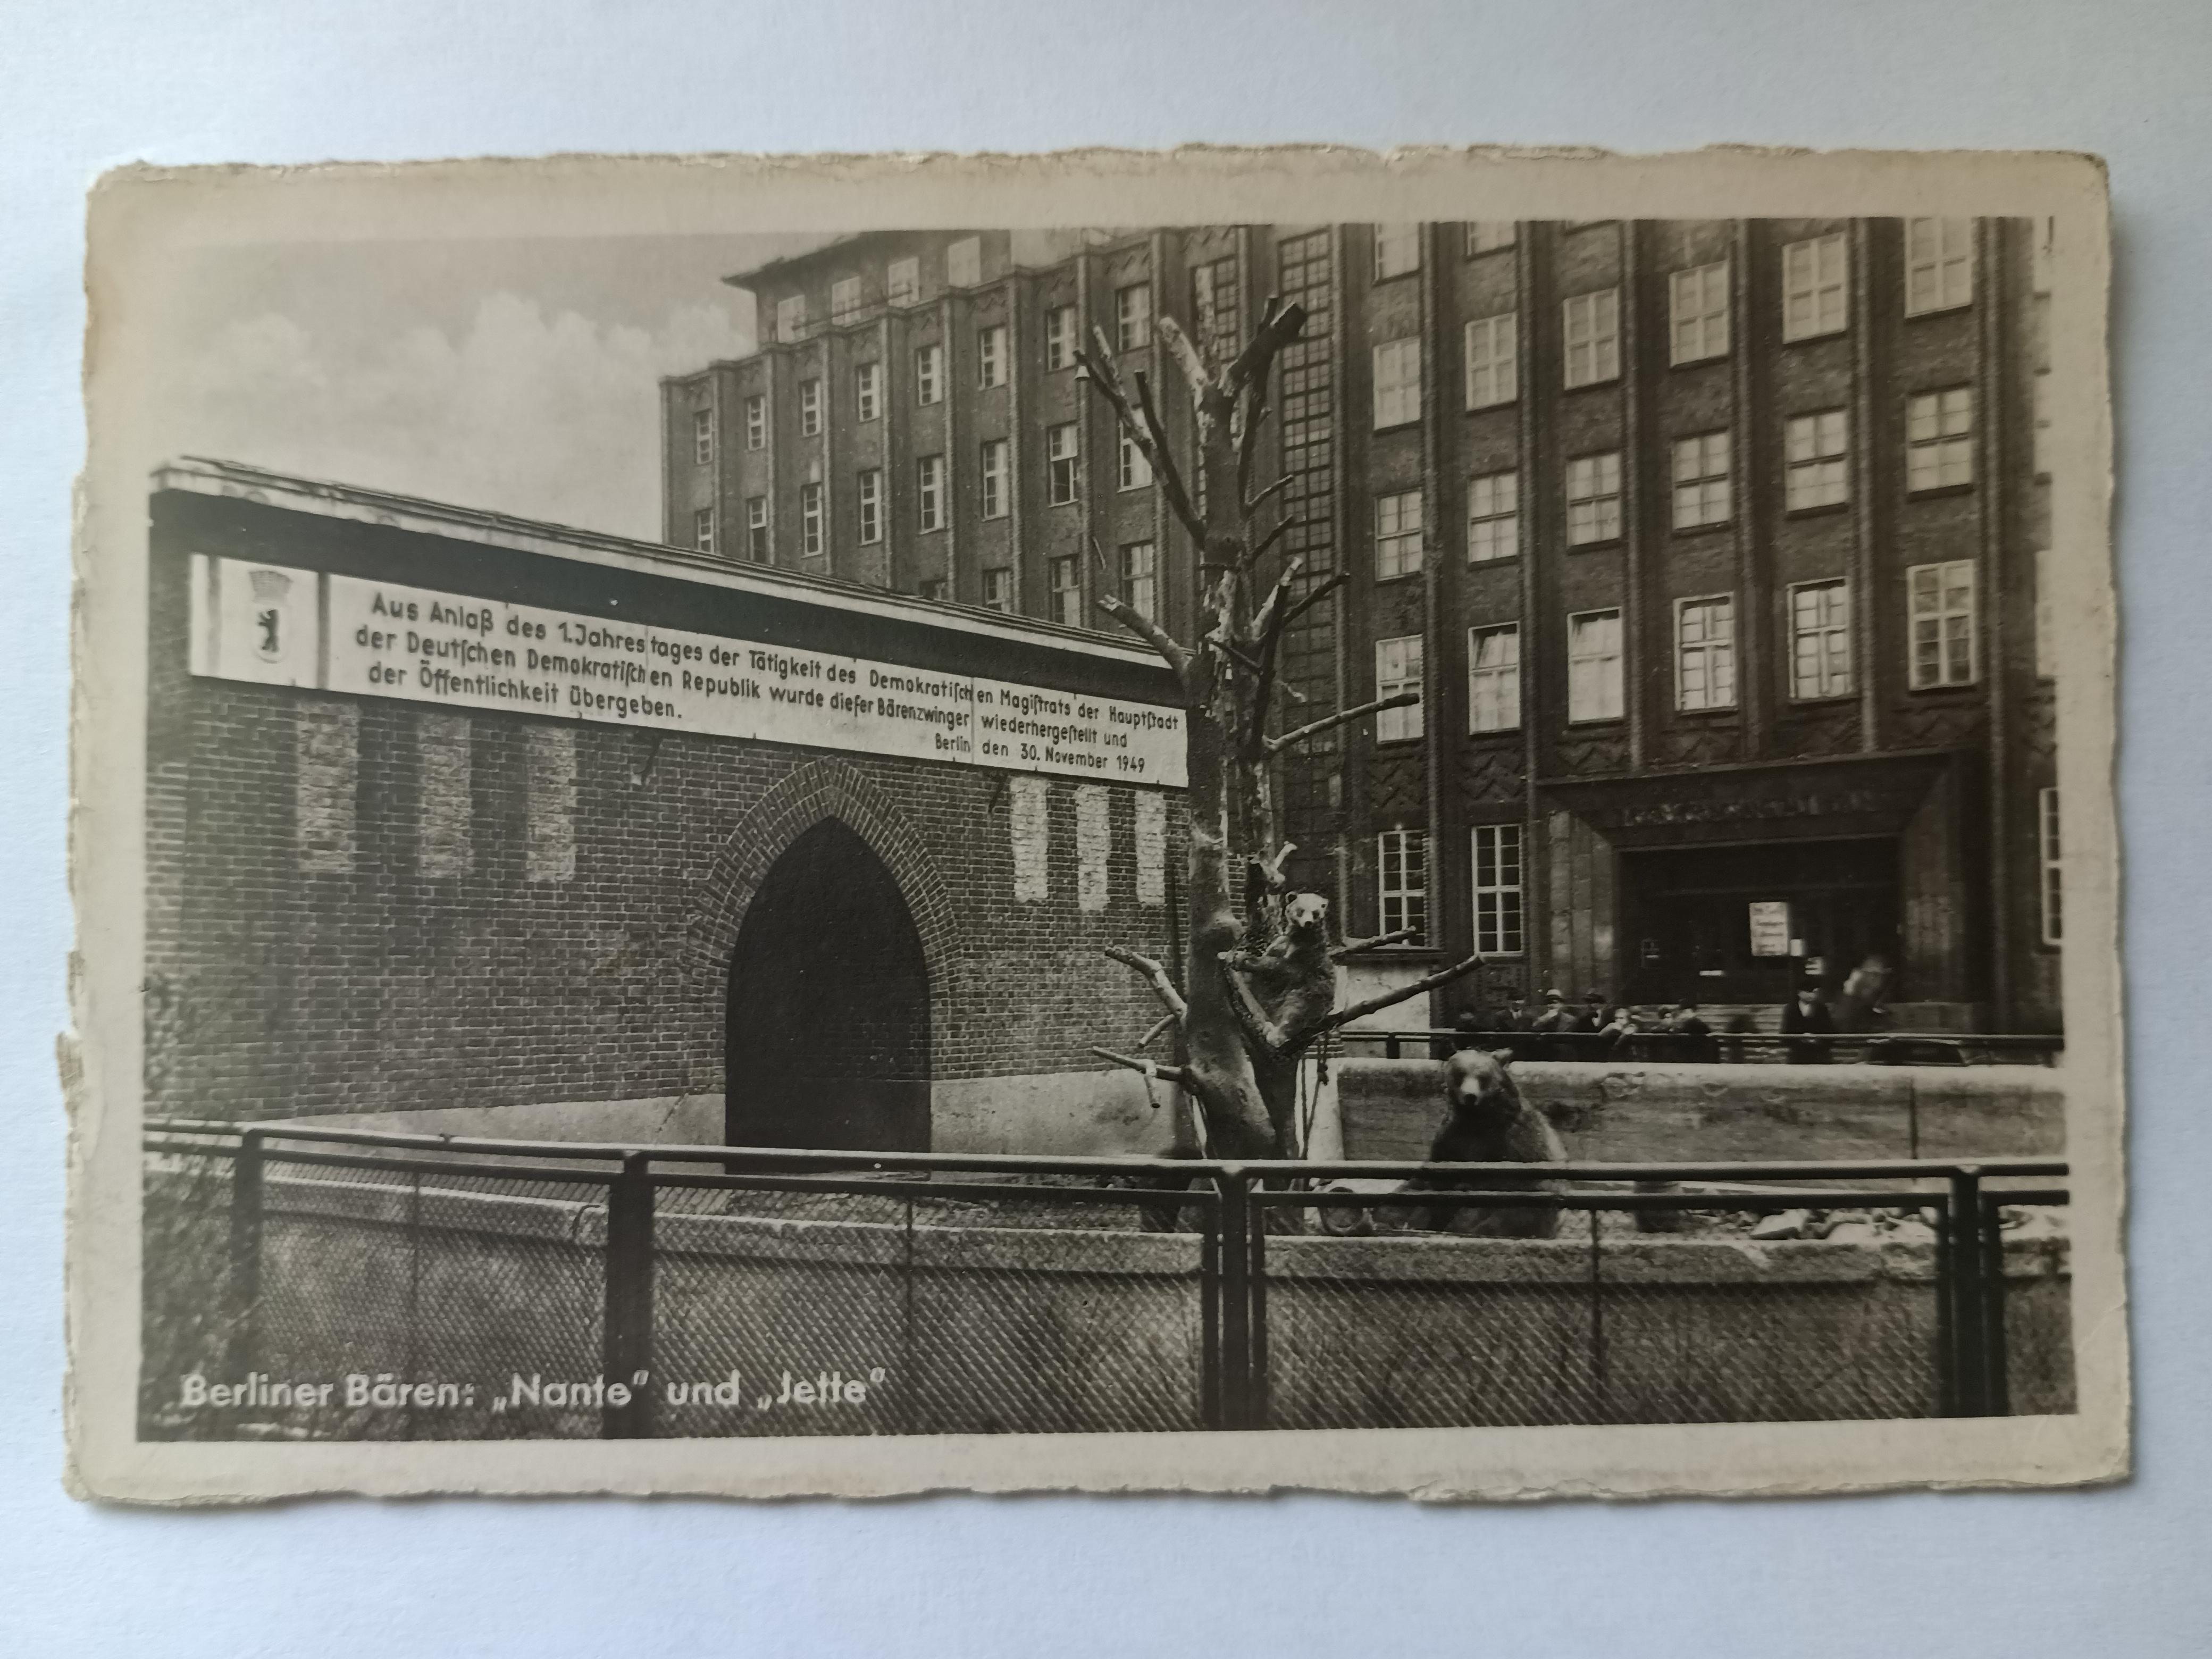 Aus Anlaß des 1. Jahrestages der Tätigkeit des Demokratiſchen Magiſtrats der Hauptſtadt
der Deutſchen Demokratiſchen Republik wurde dieſer Bärenzwinger wiederhergeſtellt und
der Öffentlichkeit übergeben.
Berlin den 30. November 1949
Berliner Bären: „Nante" und „Jette"